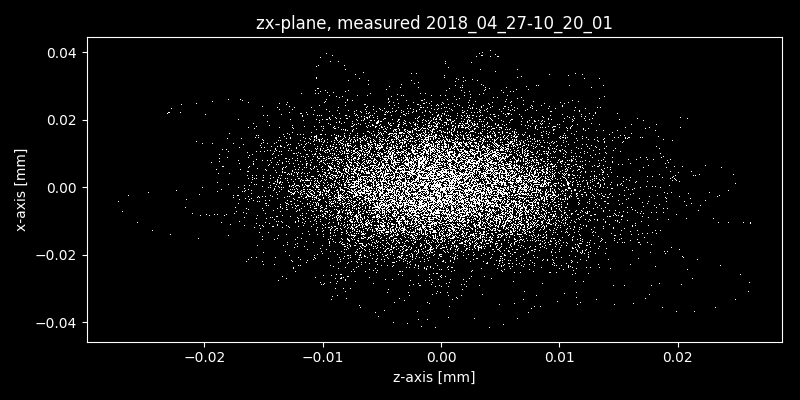 zx-plane, measured 2018_04_27-10_20_01
0.04
0.02
0.00
−0.02
−0.04
x-axis [mm]
−0.02 −0.01 0.00 0.01 0.02
z-axis [mm]